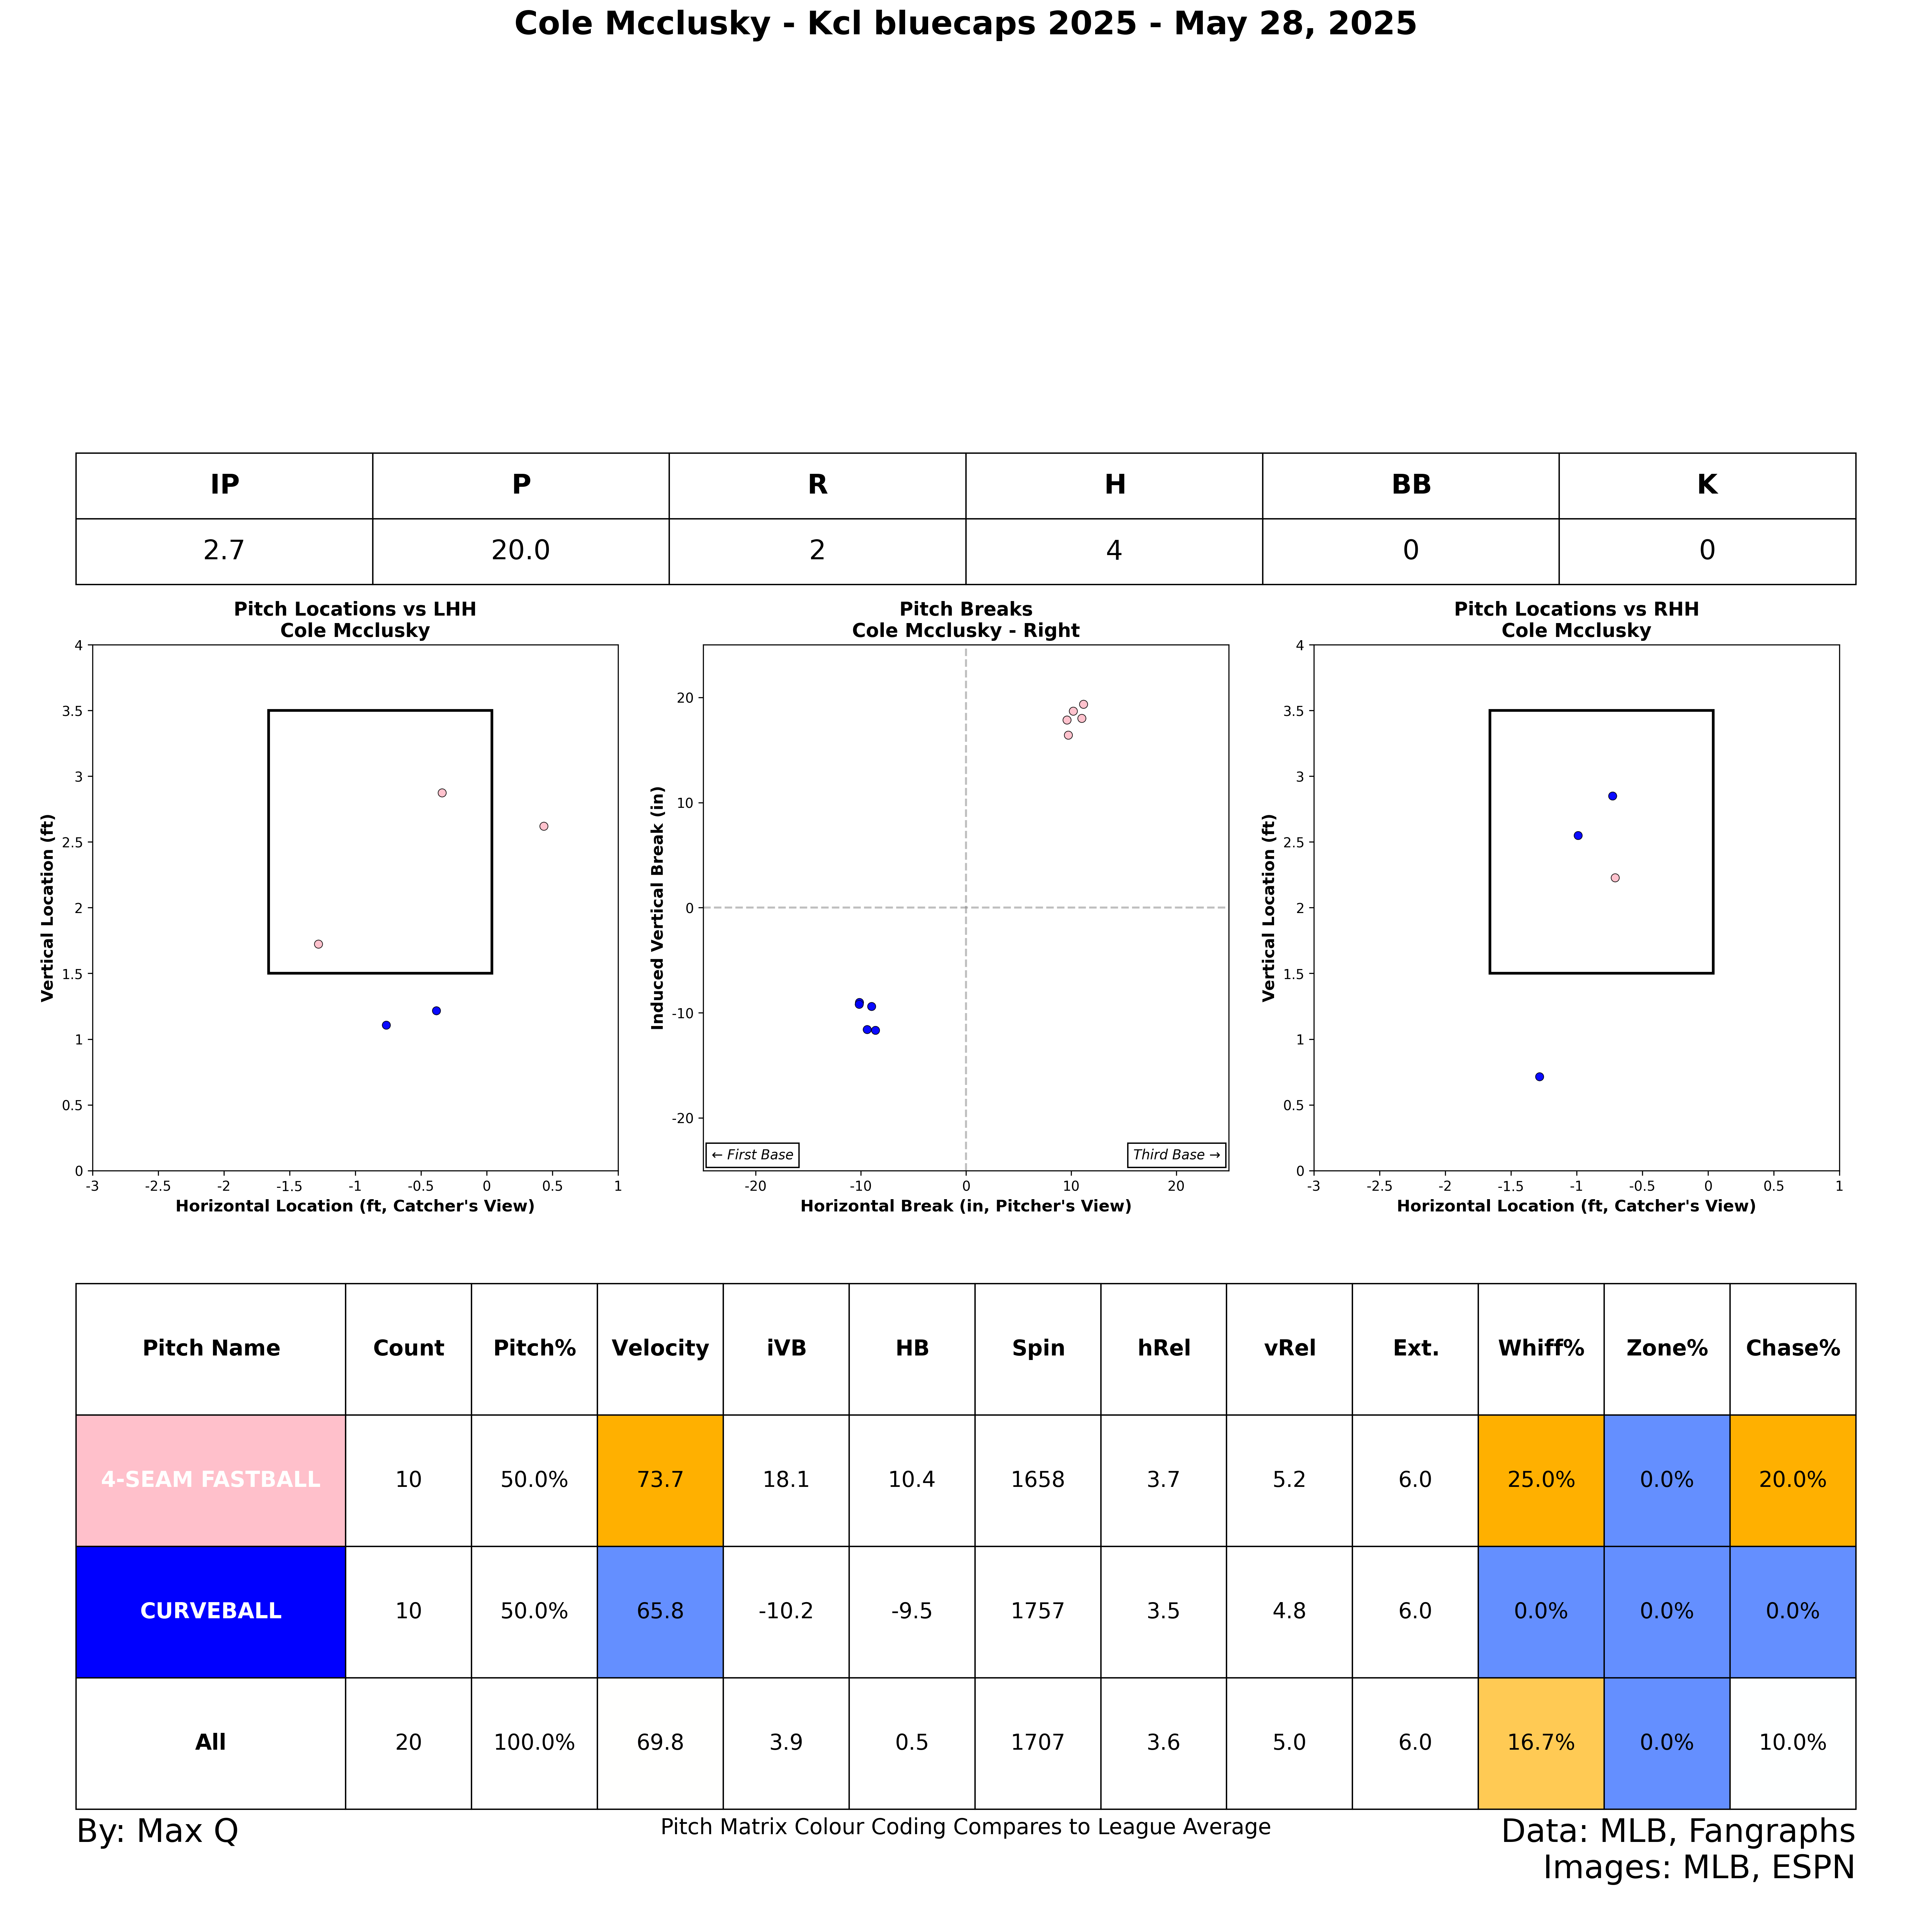 Cole Mcclusky - Kcl bluecaps 2025 - May 28, 2025
IP P R H BB K
2.7 20.0 2 4 0 0
Pitch Locations vs LHH
Cole Mcclusky
4
3.5
3
2.5
2
1.5
1
0.5
0
Vertical Location (ft)
-3 -2.5 -2 -1.5 -1 -0.5 0 0.5 1
Horizontal Location (ft, Catcher's View)
Pitch Breaks
Cole Mcclusky - Right
20
10
0
-10
-20
Induced Vertical Break (in)
← First Base
Third Base →
-20 -10 0 10 20
Horizontal Break (in, Pitcher's View)
Pitch Locations vs RHH
Cole Mcclusky
4
3.5
3
2.5
2
1.5
1
0.5
0
Vertical Location (ft)
-3 -2.5 -2 -1.5 -1 -0.5 0 0.5 1
Horizontal Location (ft, Catcher's View)
Pitch Name Count Pitch% Velocity iVB HB Spin hRel vRel Ext. Whiff% Zone% Chase%
4-SEAM FASTBALL 10 50.0% 73.7 18.1 10.4 1658 3.7 5.2 6.0 25.0% 0.0% 20.0%
CURVEBALL 10 50.0% 65.8 -10.2 -9.5 1757 3.5 4.8 6.0 0.0% 0.0% 0.0%
All 20 100.0% 69.8 3.9 0.5 1707 3.6 5.0 6.0 16.7% 0.0% 10.0%
By: Max Q
Pitch Matrix Colour Coding Compares to League Average
Data: MLB, Fangraphs
Images: MLB, ESPN